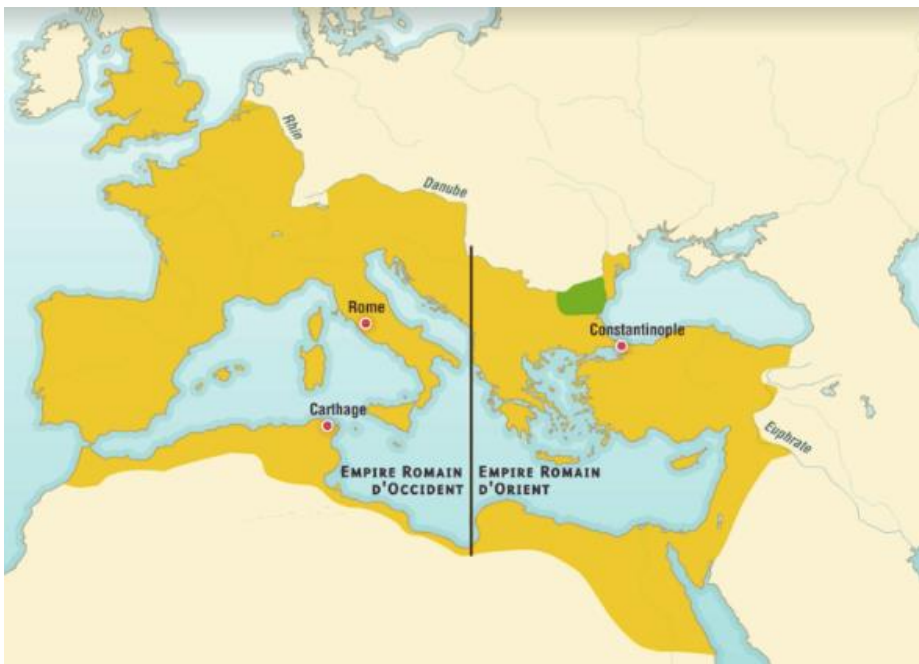 Rhin
Danube
Rome
Constantinople
Carthage
Euphrate
EMPIRE ROMAIN
D'OCCIDENT
EMPIRE ROMAIN
D'ORIENT